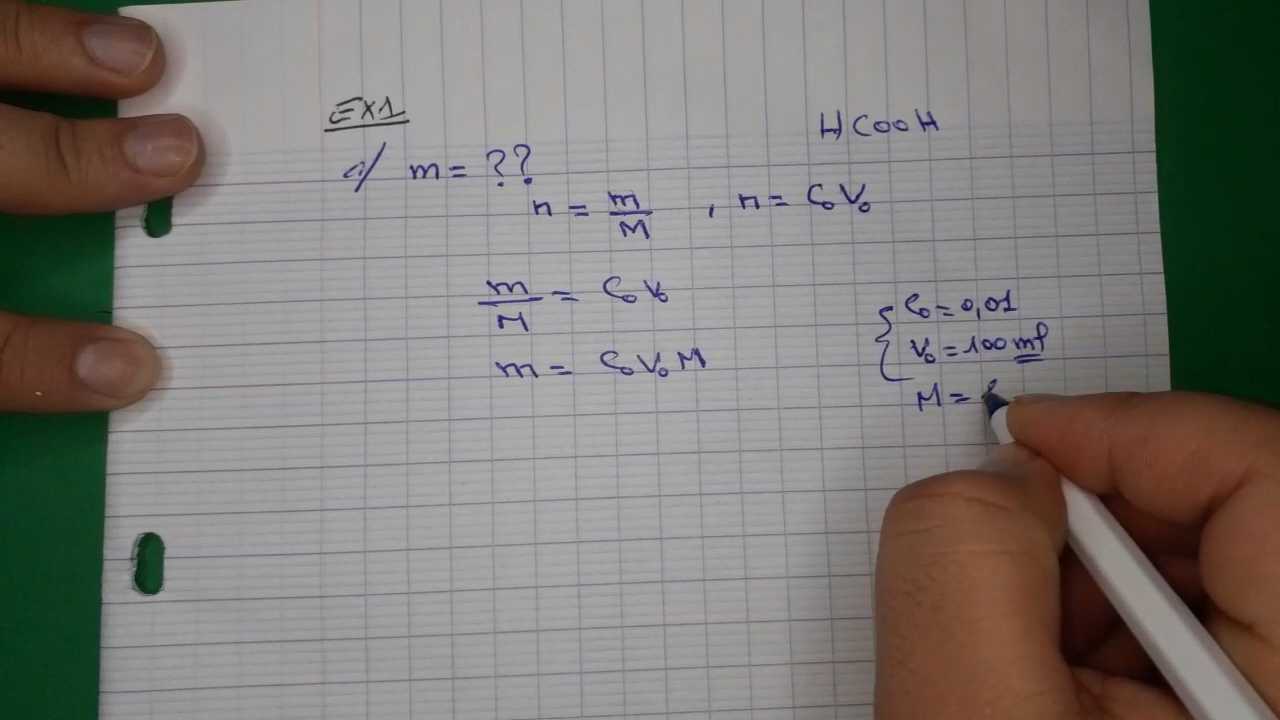 Ex1
HCOOH
a/ m = ??
n = m/M , n = C₀V₀
m/M = C₀V₀
m = C₀V₀M
C₀ = 0,01
V₀ = 100 ml
M =